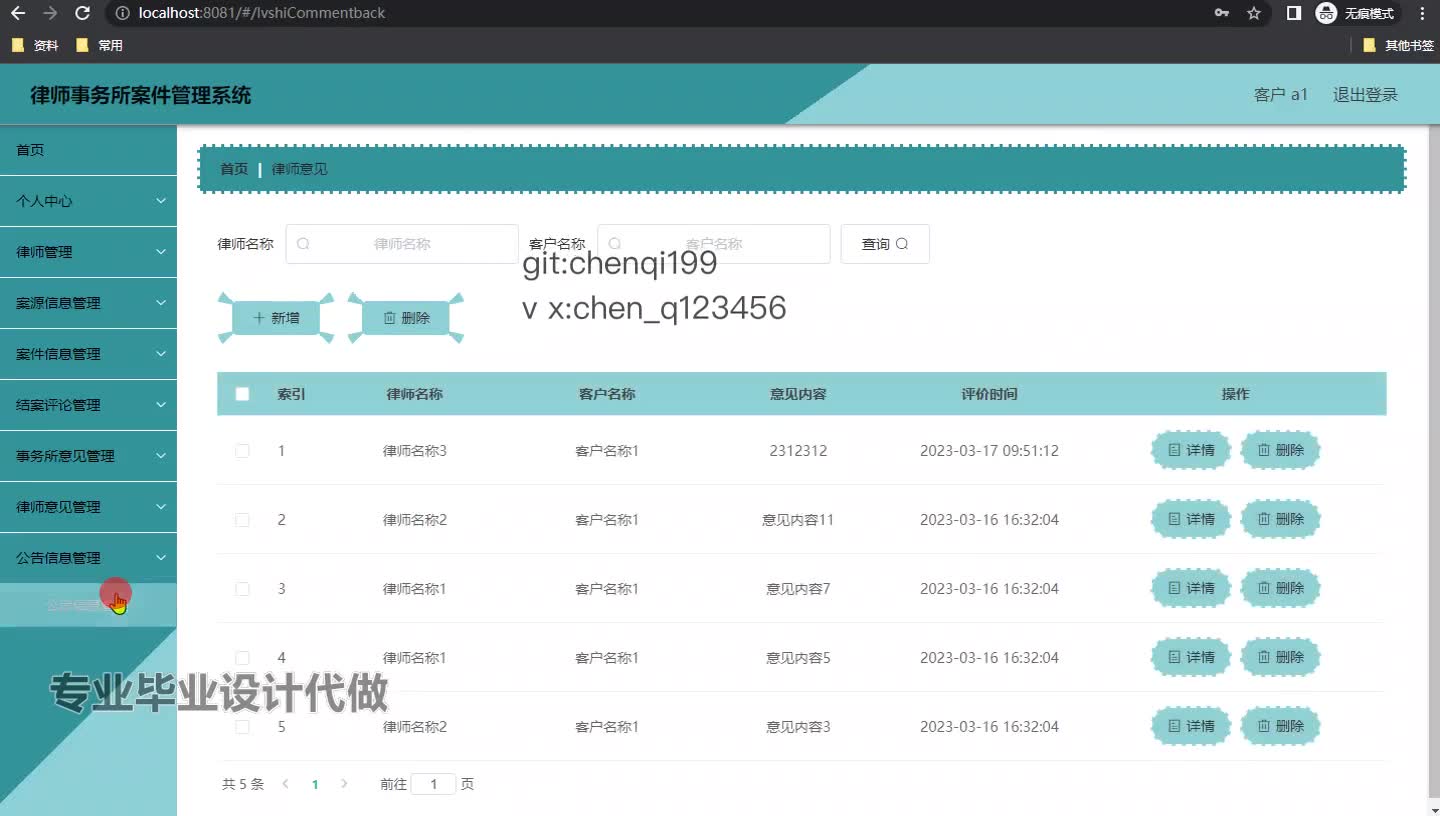 localhost:8081/#/lvshiCommentback
无痕模式
资料
常用
其他书签
律师事务所案件管理系统
客户 a1
退出登录
首页
个人中心
律师管理
案源信息管理
案件信息管理
结案评论管理
事务所意见管理
律师意见管理
公告信息管理
首页 | 律师意见
律师名称
律师名称
客户名称
客户名称
查询
git:chenqi199
v x:chen_q123456
新增
删除
索引 律师名称 客户名称 意见内容 评价时间 操作
1 律师名称3 客户名称1 2312312 2023-03-17 09:51:12 详情 删除
2 律师名称2 客户名称1 意见内容11 2023-03-16 16:32:04 详情 删除
3 律师名称1 客户名称1 意见内容7 2023-03-16 16:32:04 详情 删除
4 律师名称1 客户名称1 意见内容5 2023-03-16 16:32:04 详情 删除
5 律师名称2 客户名称1 意见内容3 2023-03-16 16:32:04 详情 删除
专业毕业设计代做
共 5 条 1 前往 1 页